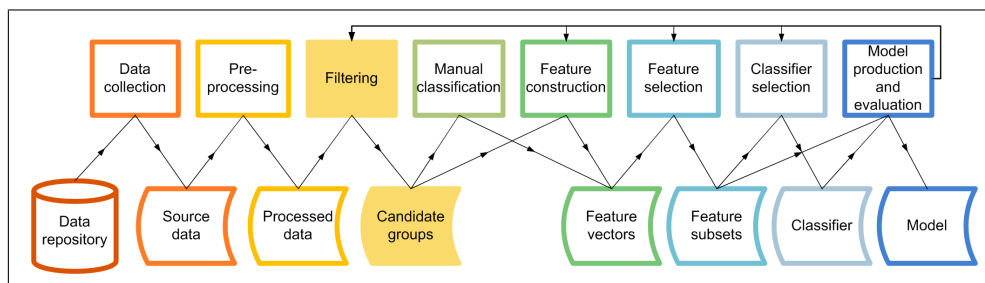 Data
collection
Pre-
processing
Filtering
Manual
classification
Feature
construction
Feature
selection
Classifier
selection
Model
production
and
evaluation
Data
repository
Source
data
Processed
data
Candidate
groups
Feature
vectors
Feature
subsets
Classifier
Model